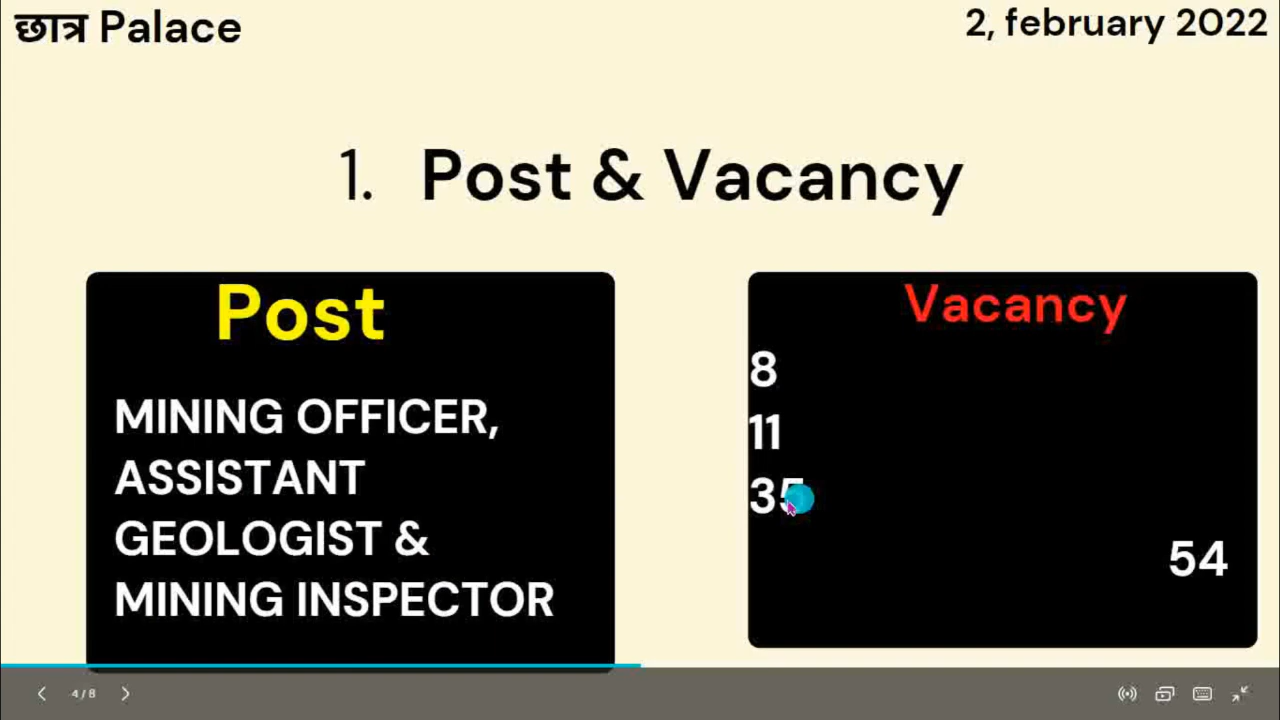 छात्र Palace
2, february 2022
1. Post & Vacancy
Post
MINING OFFICER,
ASSISTANT
GEOLOGIST &
MINING INSPECTOR
Vacancy
8
11
35
54
4/8